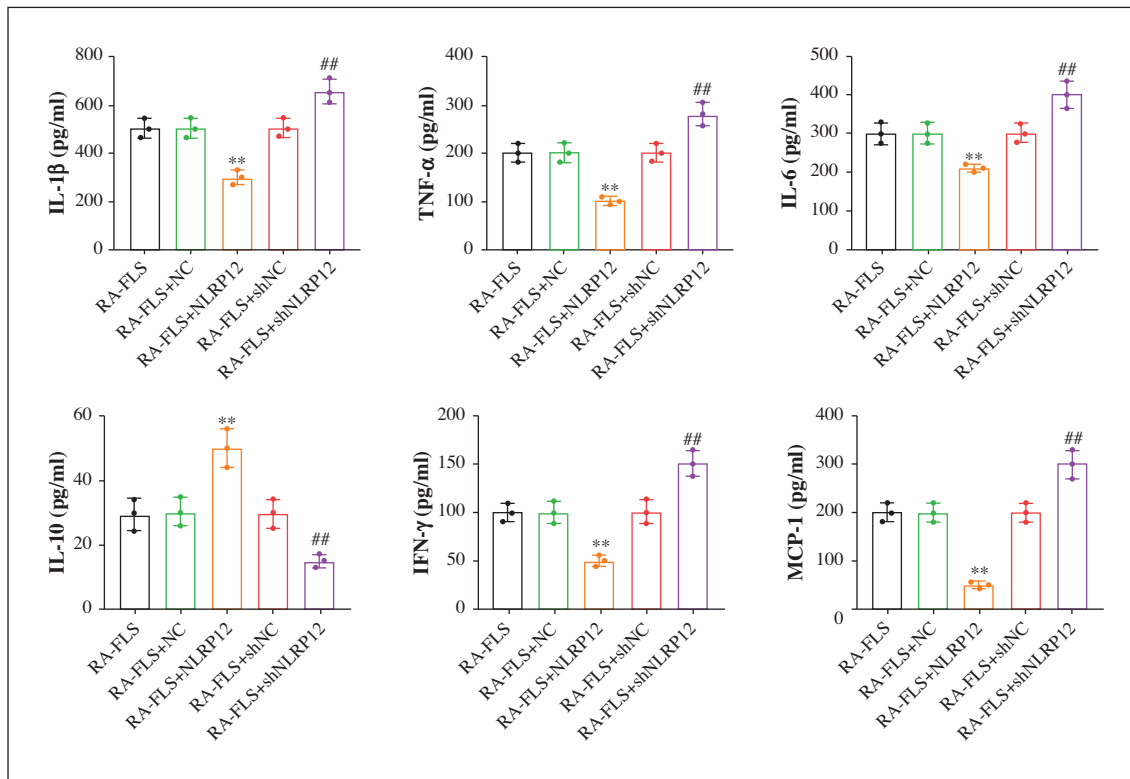 IL-1β (pg/ml)
800
600
400
200
0
**
##
RA-FLS
RA-FLS+NC
RA-FLS+NLRP12
RA-FLS+shNC
RA-FLS+shNLRP12
TNF-α (pg/ml)
400
300
200
100
0
**
##
RA-FLS
RA-FLS+NC
RA-FLS+NLRP12
RA-FLS+shNC
RA-FLS+shNLRP12
IL-6 (pg/ml)
500
400
300
200
100
0
**
##
RA-FLS
RA-FLS+NC
RA-FLS+NLRP12
RA-FLS+shNC
RA-FLS+shNLRP12
IL-10 (pg/ml)
60
40
20
0
**
##
RA-FLS
RA-FLS+NC
RA-FLS+NLRP12
RA-FLS+shNC
RA-FLS+shNLRP12
IFN-γ (pg/ml)
200
150
100
50
0
**
##
RA-FLS
RA-FLS+NC
RA-FLS+NLRP12
RA-FLS+shNC
RA-FLS+shNLRP12
MCP-1 (pg/ml)
400
300
200
100
0
**
##
RA-FLS
RA-FLS+NC
RA-FLS+NLRP12
RA-FLS+shNC
RA-FLS+shNLRP12